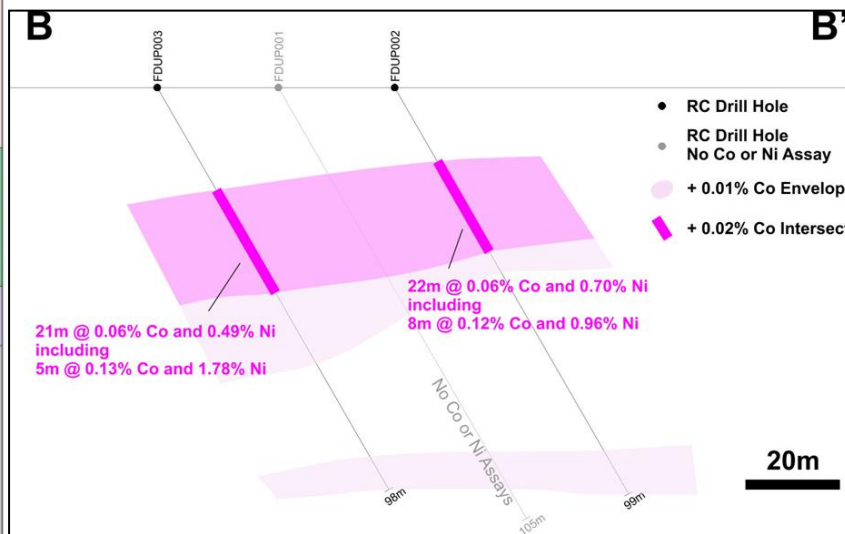 B
B'
FDUP003
FDUP001
FDUP002
RC Drill Hole
RC Drill Hole
No Co or Ni Assay
+ 0.01% Co Envelop
+ 0.02% Co Intersec
22m @ 0.06% Co and 0.70% Ni
including
8m @ 0.12% Co and 0.96% Ni
21m @ 0.06% Co and 0.49% Ni
including
5m @ 0.13% Co and 1.78% Ni
No Co or Ni Assays
20m
98m
99m
105m